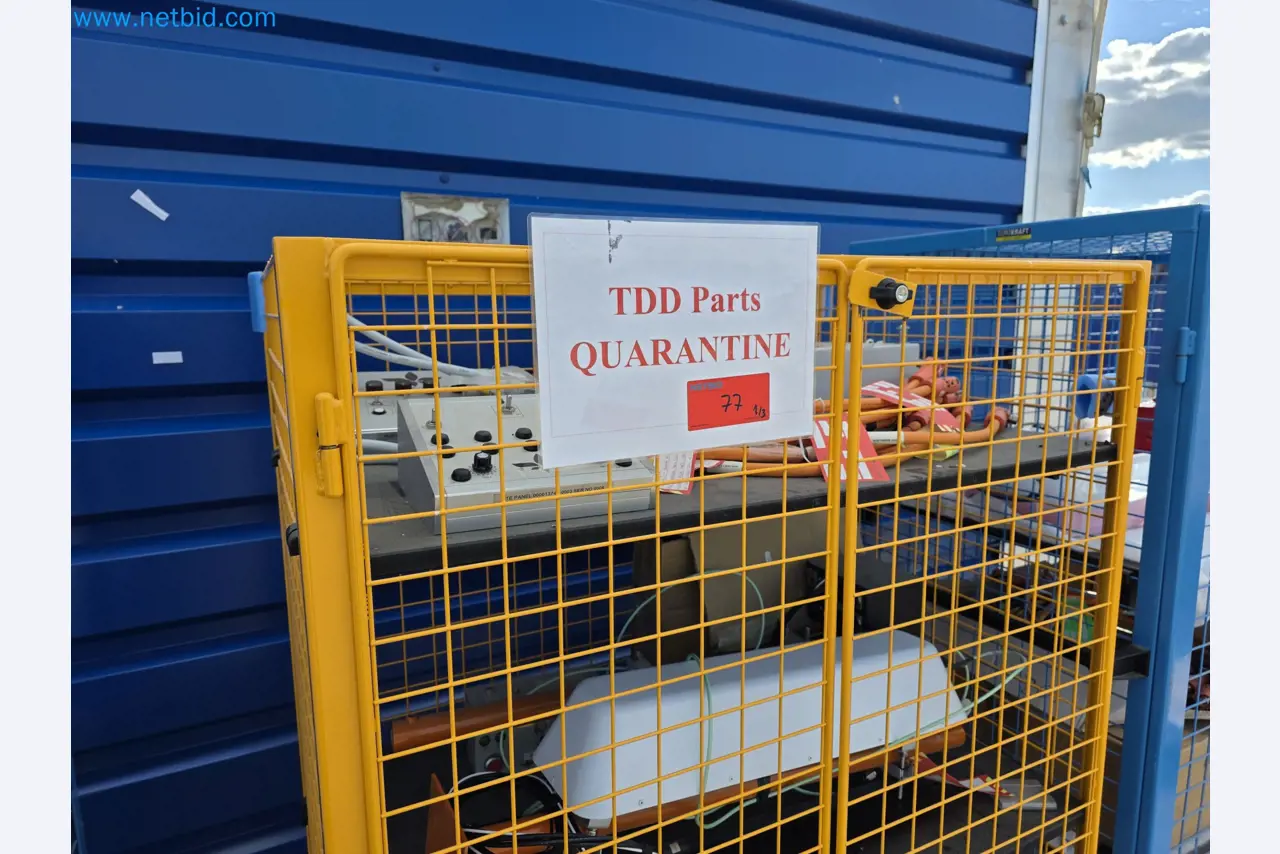 www.netbid.com
TDD Parts
QUARANTINE
77
1/3